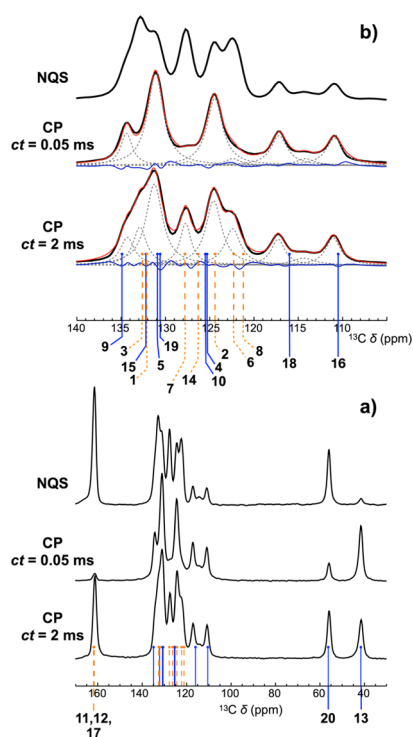 b)
NQS
CP
ct = 0.05 ms
CP
ct = 2 ms
140 135 130 125 120 115 110 105
¹³C δ (ppm)
9 19 2 8 18 16
3 5 4 6
15 14 10
1 7
a)
NQS
CP
ct = 0.05 ms
CP
ct = 2 ms
160 140 120 100 80 60 40
¹³C δ (ppm)
11,12, 20 13
17